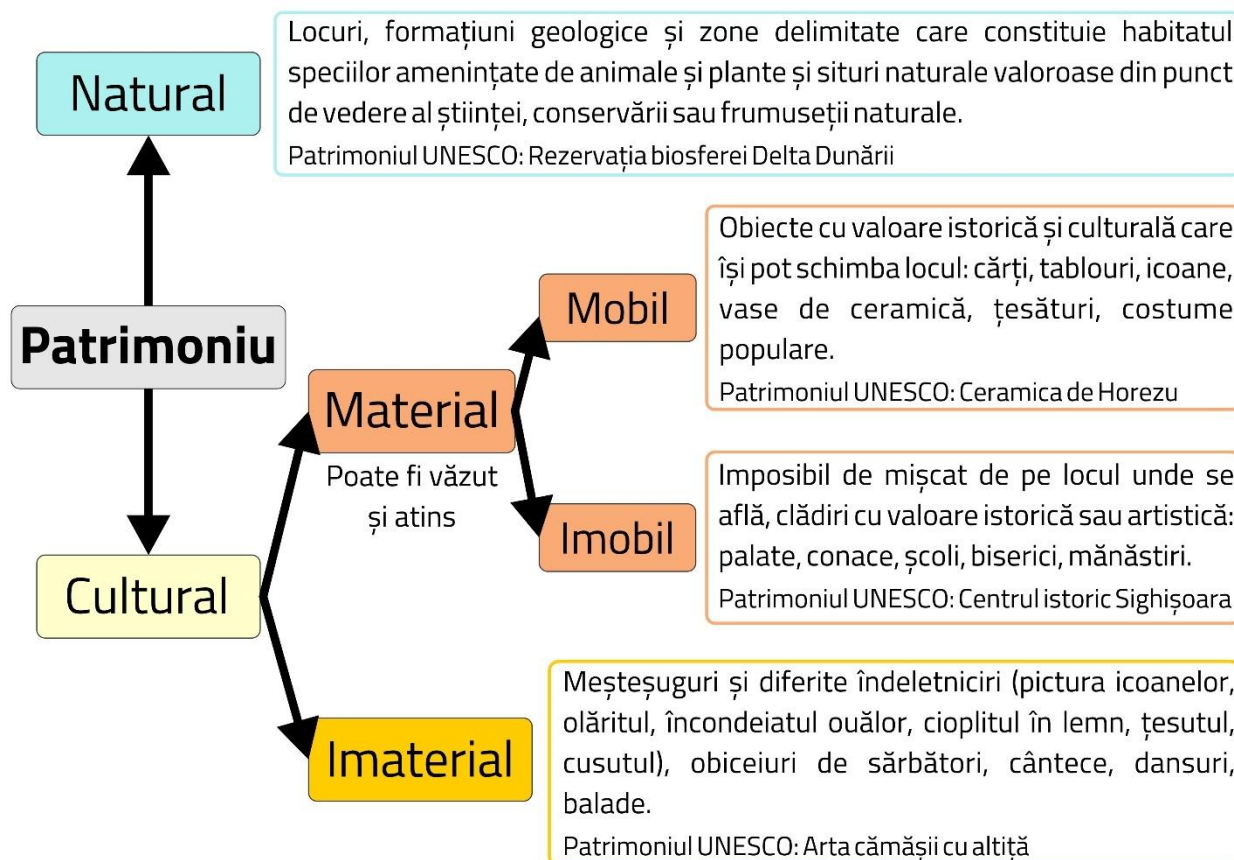 Natural
Locuri, formațiuni geologice și zone delimitate care constituie habitatul
speciilor amenințate de animale și plante și situri naturale valoroase din punct
de vedere al științei, conservării sau frumuseții naturale.
Patrimoniul UNESCO: Rezervația biosferei Delta Dunării
Patrimoniu
Cultural
Material
Poate fi văzut
și atins
Mobil
Obiecte cu valoare istorică și culturală care
își pot schimba locul: cărți, tablouri, icoane,
vase de ceramică, țesături, costume
populare.
Patrimoniul UNESCO: Ceramica de Horezu
Imobil
Imposibil de mișcat de pe locul unde se
află, clădiri cu valoare istorică sau artistică:
palate, conace, școli, biserici, mănăstiri.
Patrimoniul UNESCO: Centrul istoric Sighișoara
Imaterial
Meșteșuguri și diferite îndeletniciri (pictura icoanelor,
olăritul, încondeiatul ouălor, cioplitul în lemn, țesutul,
cusutul), obiceiuri de sărbători, cântece, dansuri,
balade.
Patrimoniul UNESCO: Arta cămășii cu altiță